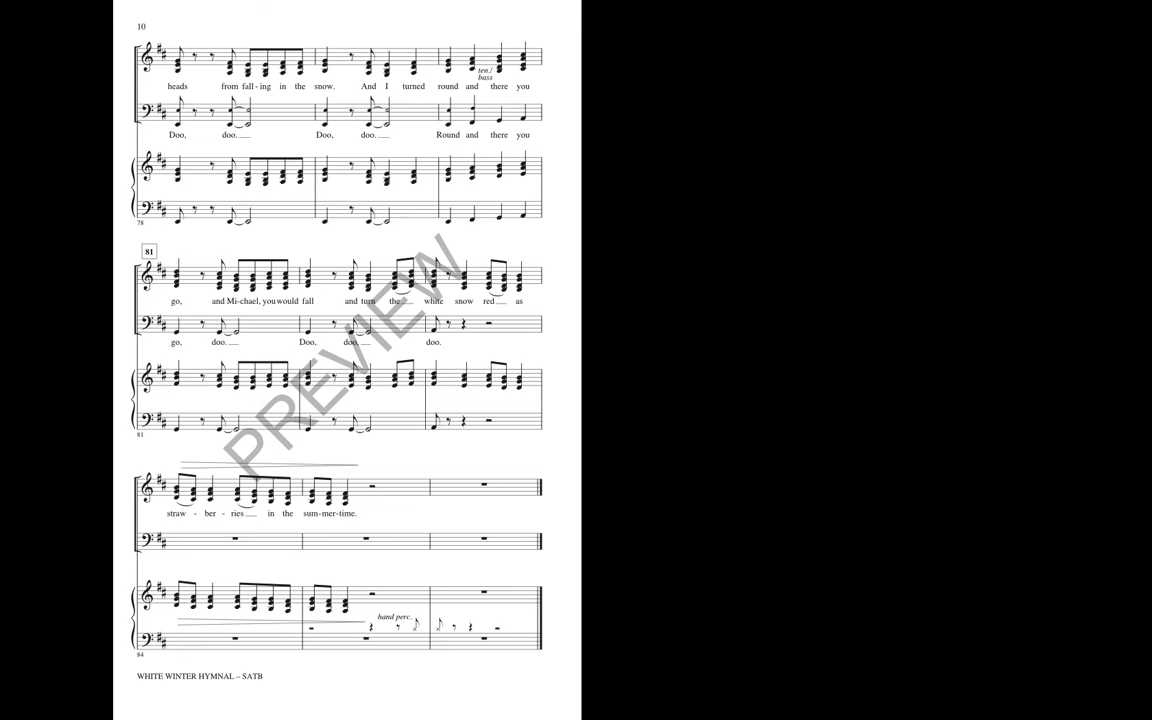 10
heads from fall - ing in the snow. And I turned round and there you
ten./
bass
Doo, doo. Doo, doo. Round and there you
78
81
go, and Mi-chael, you would fall and turn the white snow red as
go, doo. Doo, doo, doo.
81
PREVIEW
straw - ber - ries in the sum-mer-time.
hand perc.
84
WHITE WINTER HYMNAL – SATB